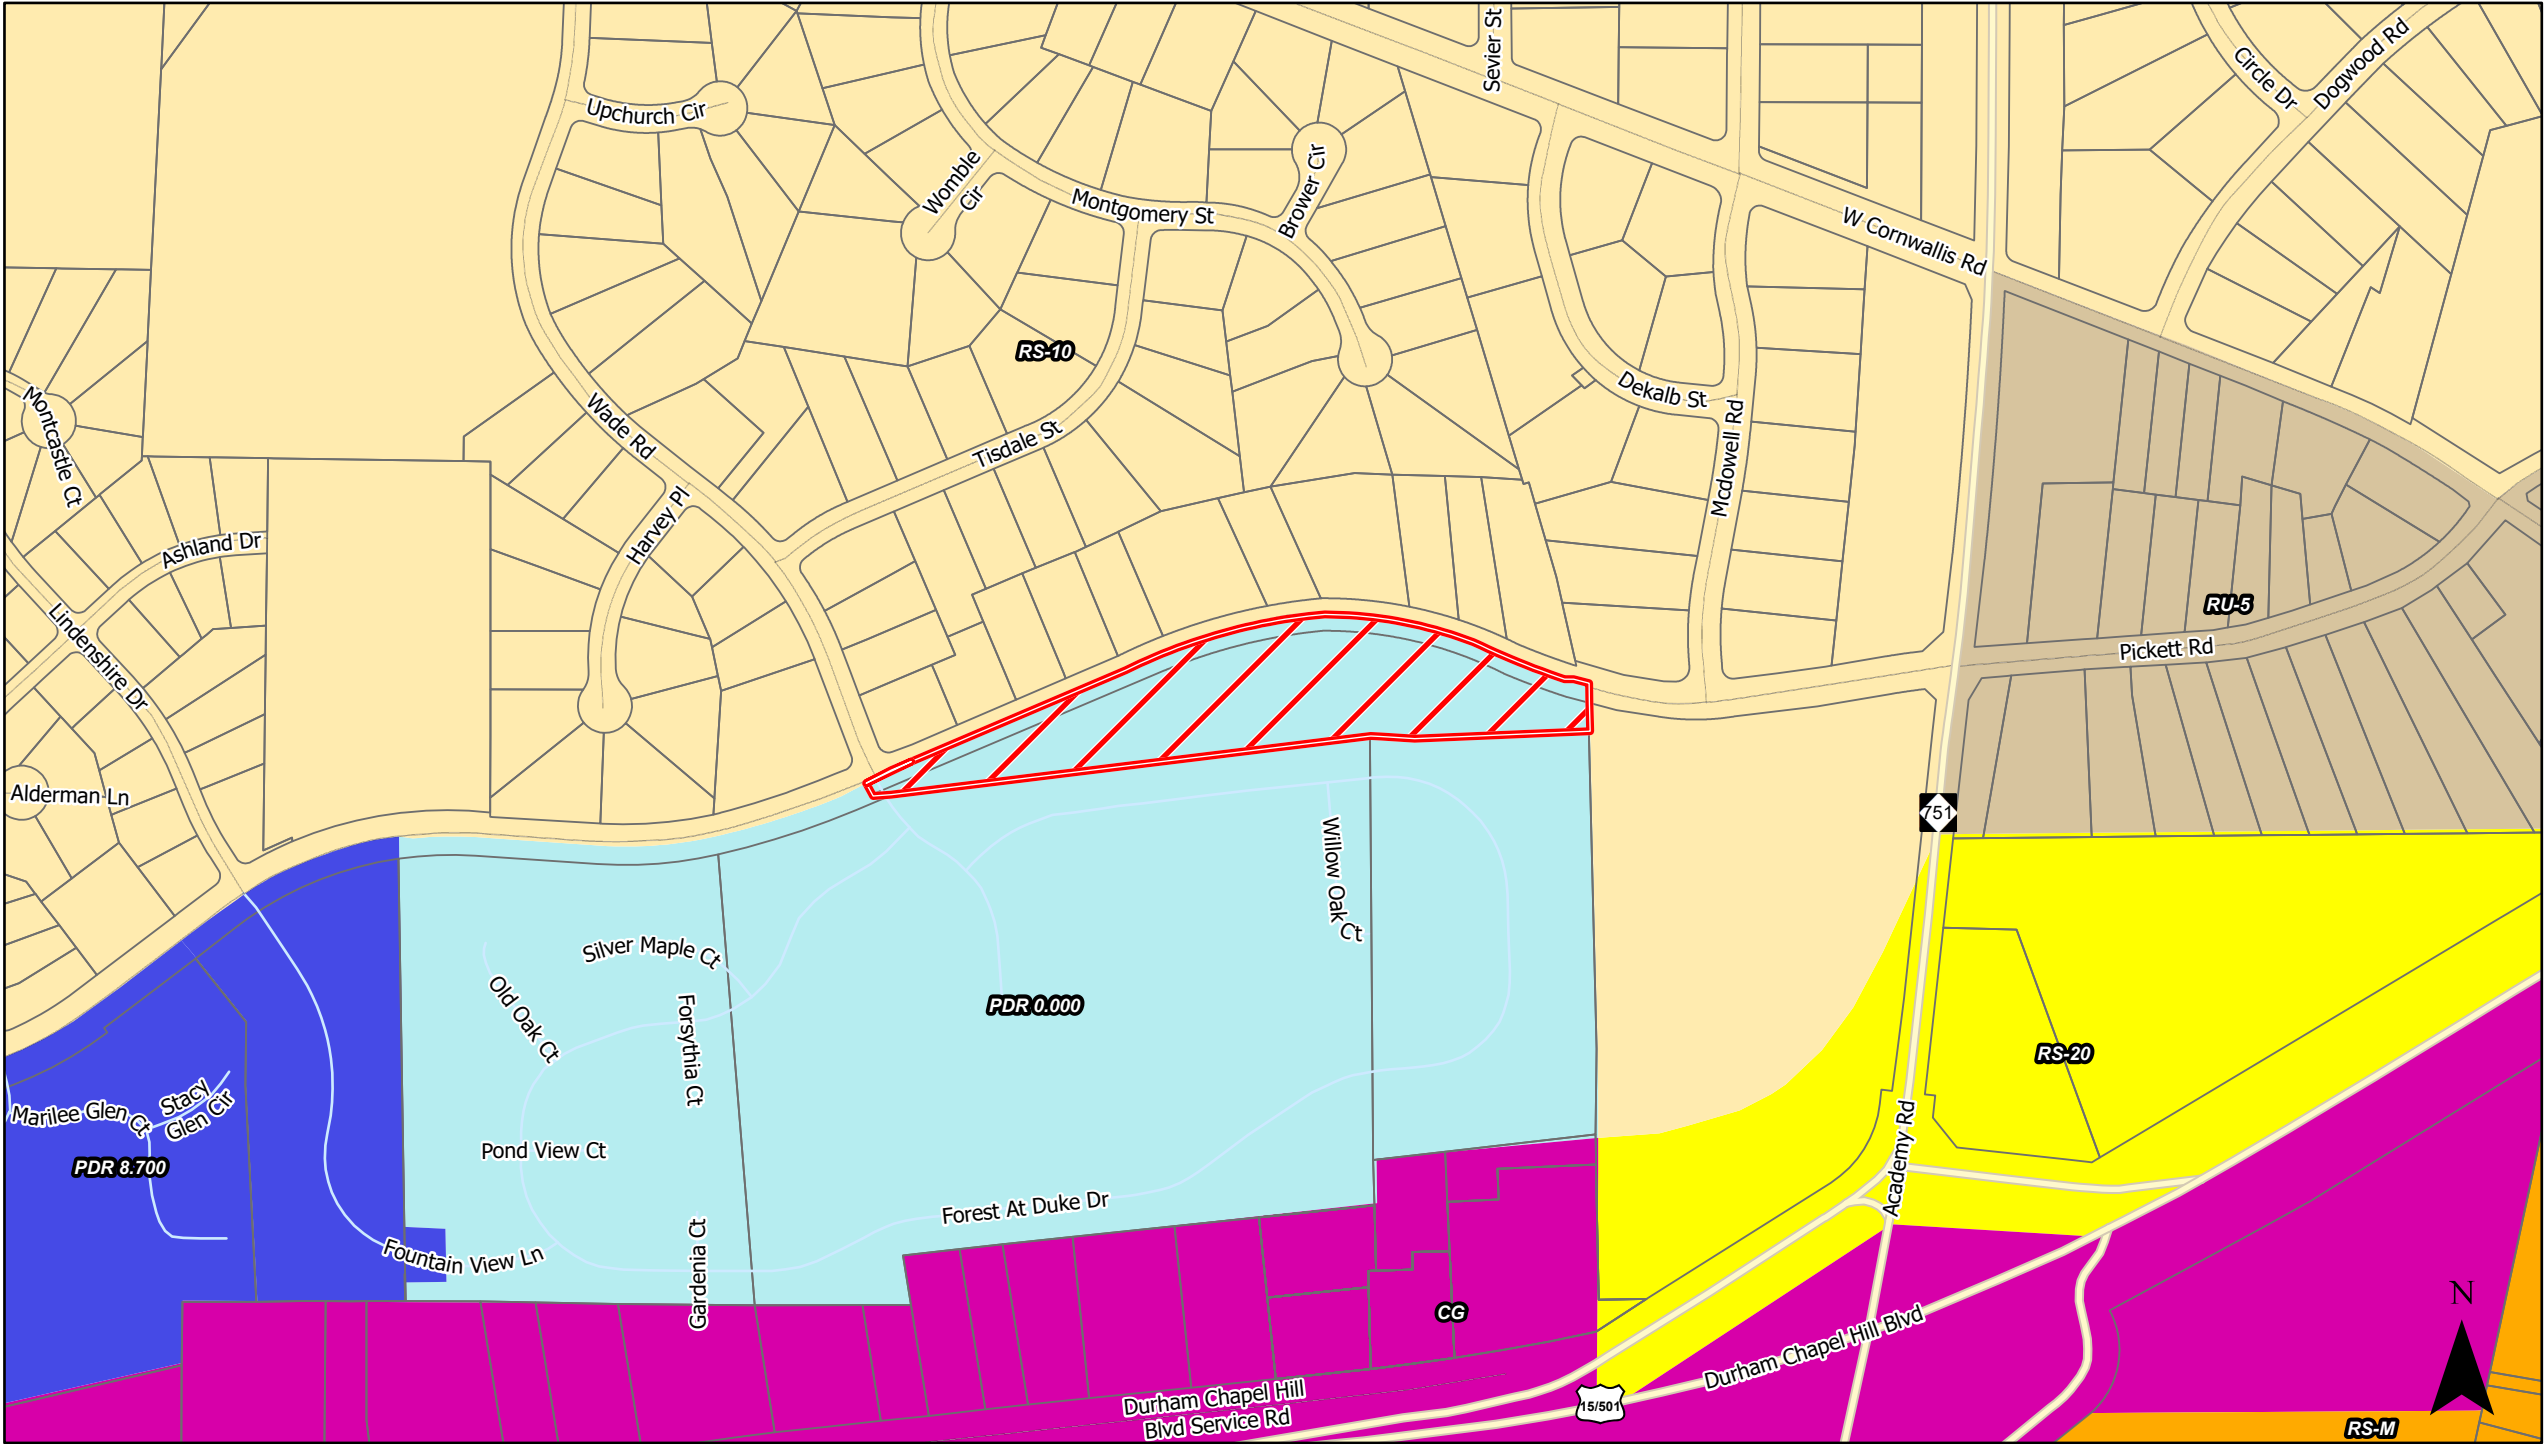 Sevier St
Circle Dr
Dogwood Rd
Upchurch Cir
Womble
Cir
Montgomery St
Brower Cir
W Cornwallis Rd
RS-10
Montcastle Ct
Wade Rd
Tisdale St
Dekalb St
Mcdowell Rd
Harvey Pl
Ashland Dr
Lindenshire Dr
RU-5
Pickett Rd
Alderman Ln
751
Willow Oak
Ct
Silver Maple Ct
Old Oak Ct
Forsythia Ct
PDR 0.000
RS-20
Marilee Glen
Ct
Stacy
Glen Cir
PDR 8.700
Pond View Ct
Academy Rd
Forest At Duke Dr
Fountain View Ln
Gardenia Ct
CG
N
Durham Chapel Hill Blvd
Durham Chapel Hill
Blvd Service Rd
15/501
RS-M